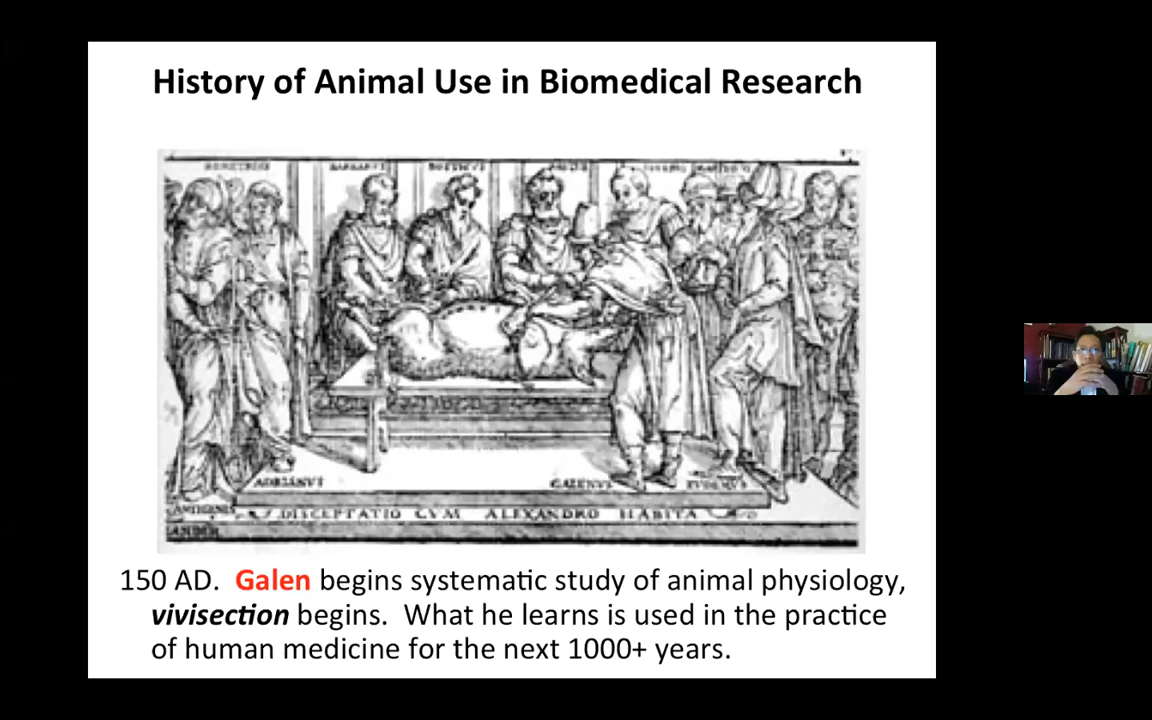 History of Animal Use in Biomedical Research
ADRIANVS
GALENVS
DISCEPTATIO CVM ALEXANDRO HABITA
150 AD. Galen begins systematic study of animal physiology,
vivisection begins. What he learns is used in the practice
of human medicine for the next 1000+ years.